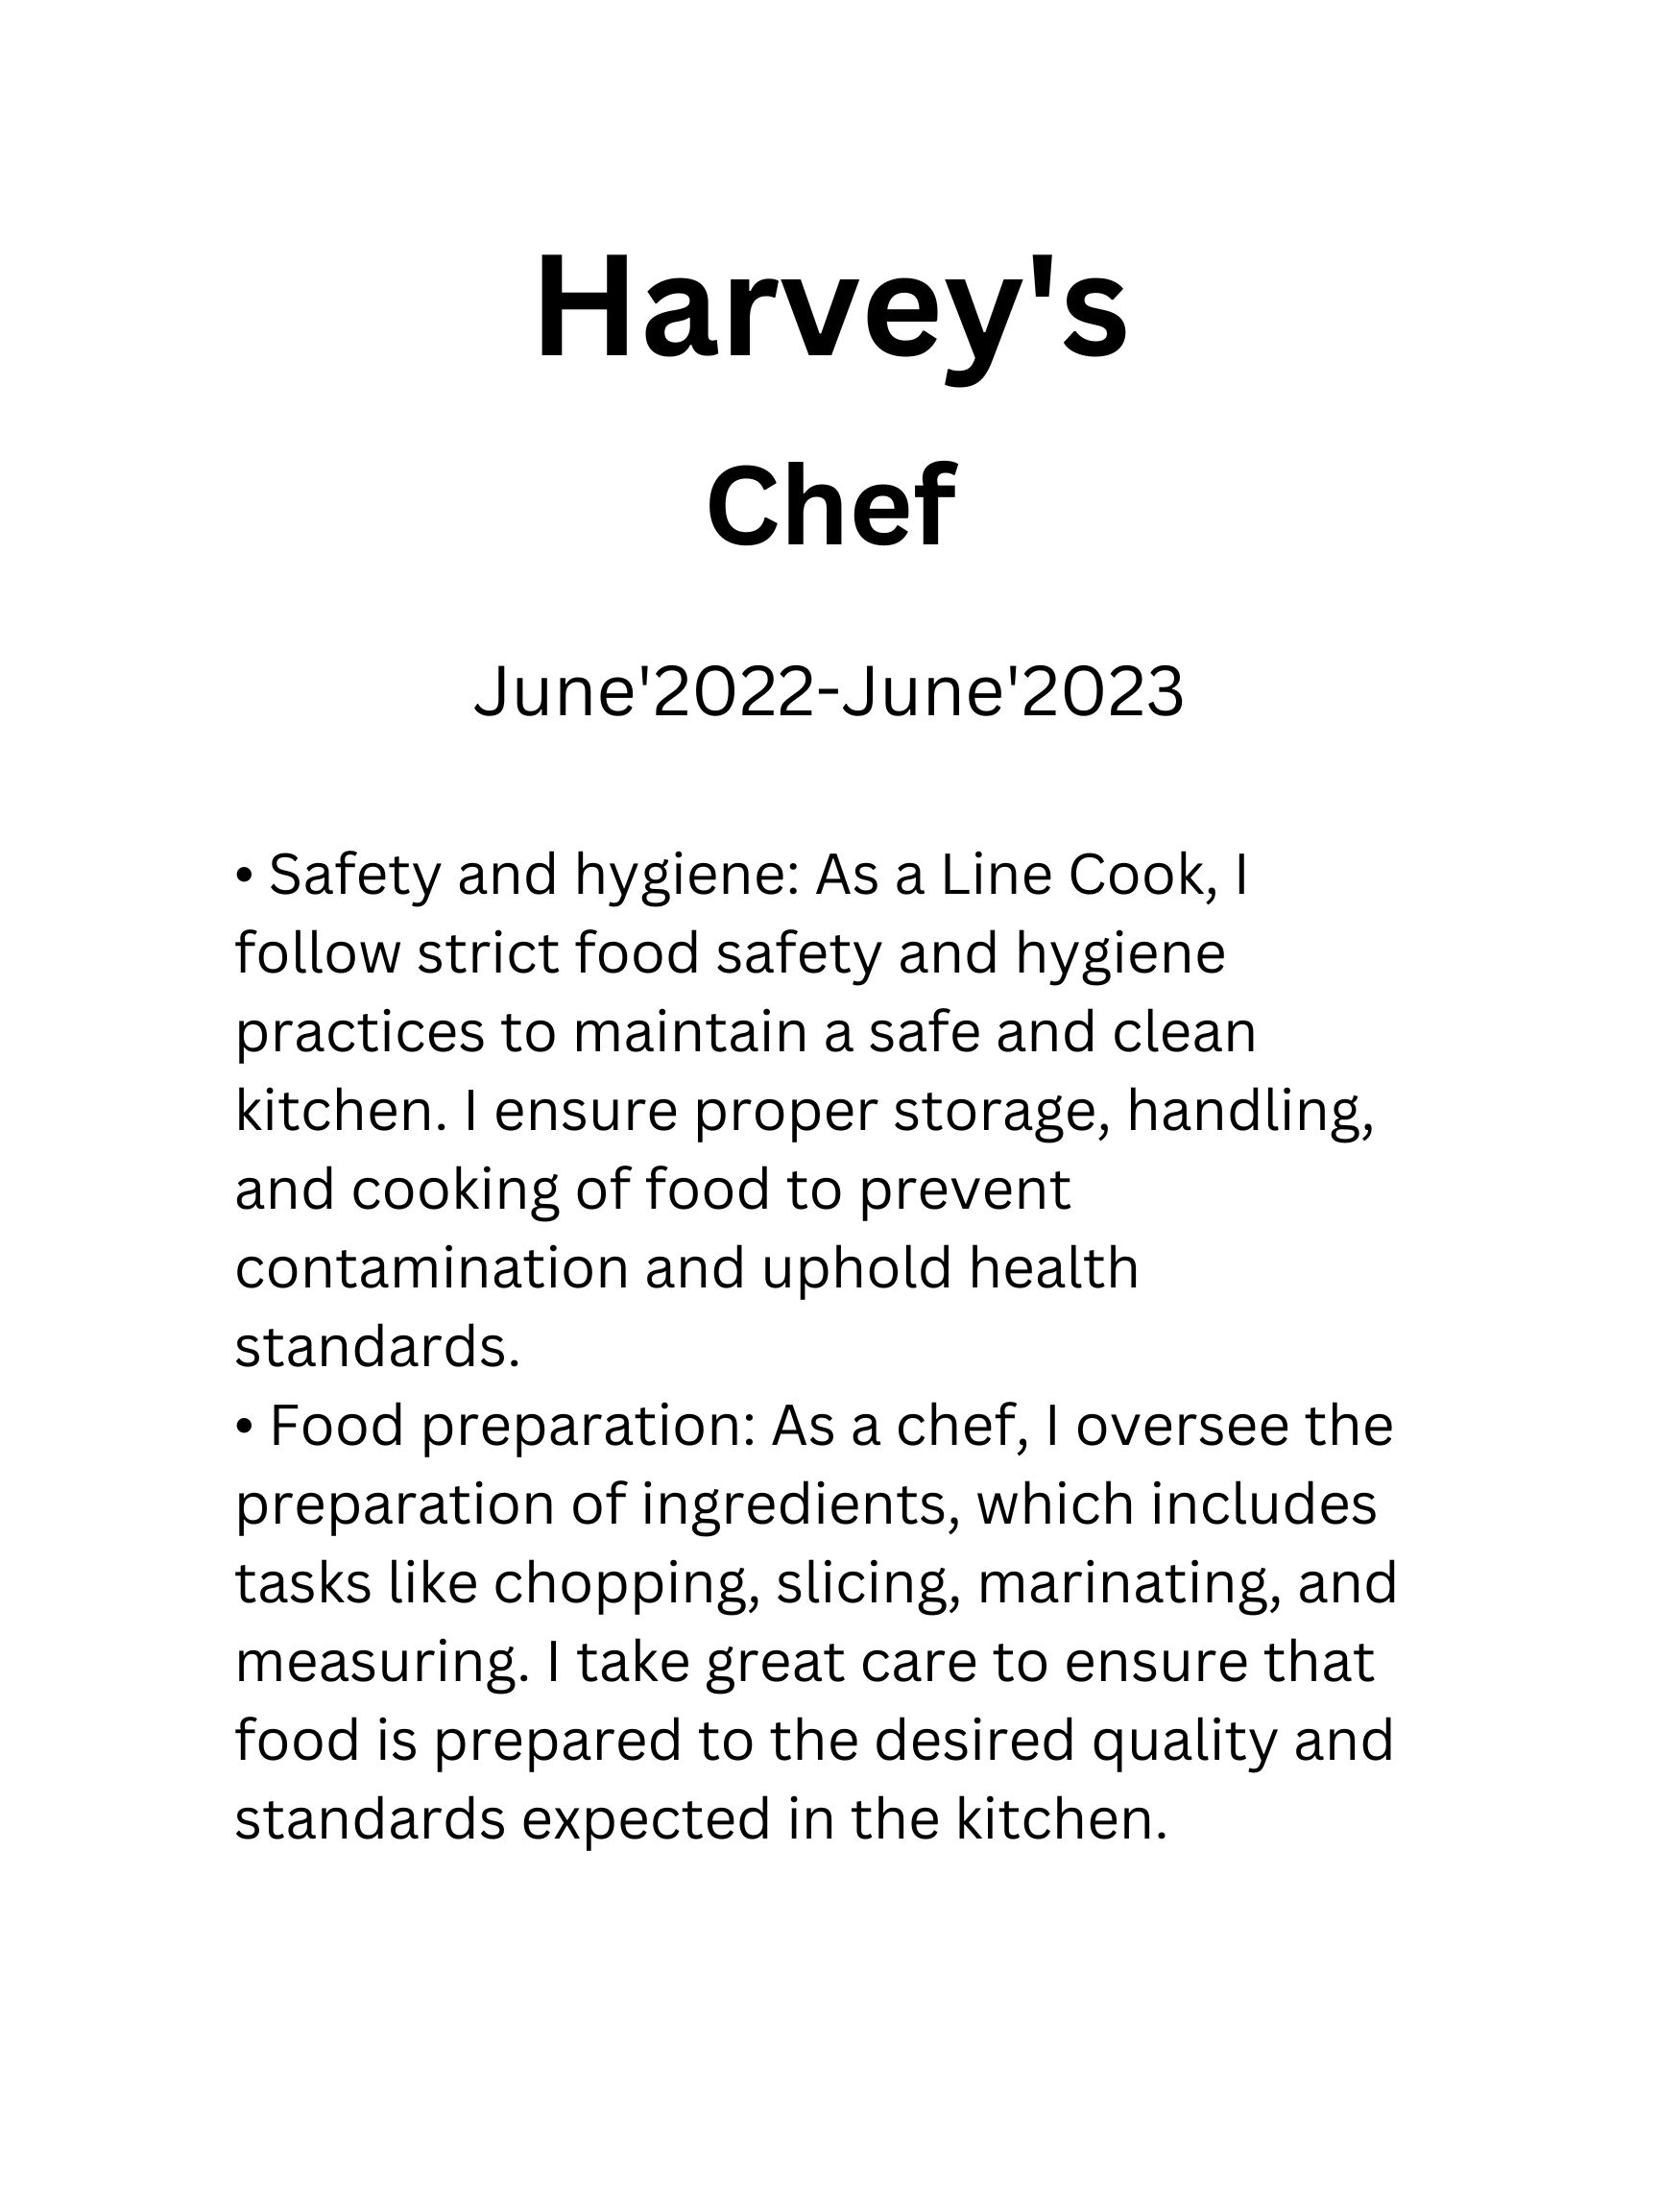 Harvey's
Chef
June'2022-June'2023
• Safety and hygiene: As a Line Cook, I
follow strict food safety and hygiene
practices to maintain a safe and clean
kitchen. I ensure proper storage, handling,
and cooking of food to prevent
contamination and uphold health
standards.
• Food preparation: As a chef, I oversee the
preparation of ingredients, which includes
tasks like chopping, slicing, marinating, and
measuring. I take great care to ensure that
food is prepared to the desired quality and
standards expected in the kitchen.